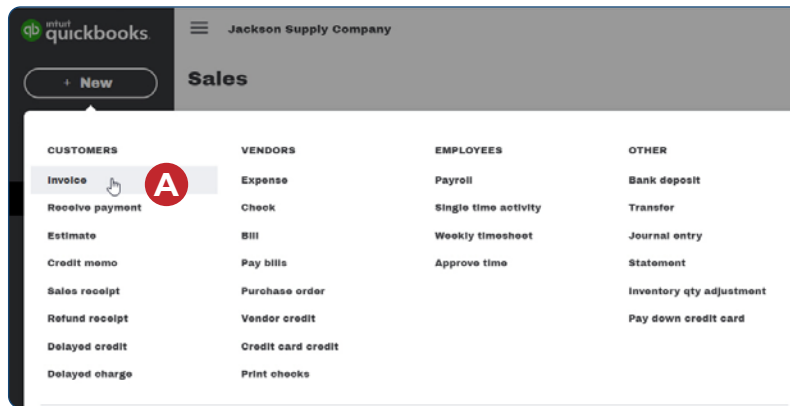 intuit
quickbooks.
qb
Jackson Supply Company
+ New
Sales
CUSTOMERS
Invoice
A
Receive payment
Estimate
Credit memo
Sales receipt
Refund receipt
Delayed credit
Delayed charge
VENDORS
Expense
Check
Bill
Pay bills
Purchase order
Vendor credit
Credit card credit
Print checks
EMPLOYEES
Payroll
Single time activity
Weekly timesheet
Approve time
OTHER
Bank deposit
Transfer
Journal entry
Statement
Inventory qty adjustment
Pay down credit card